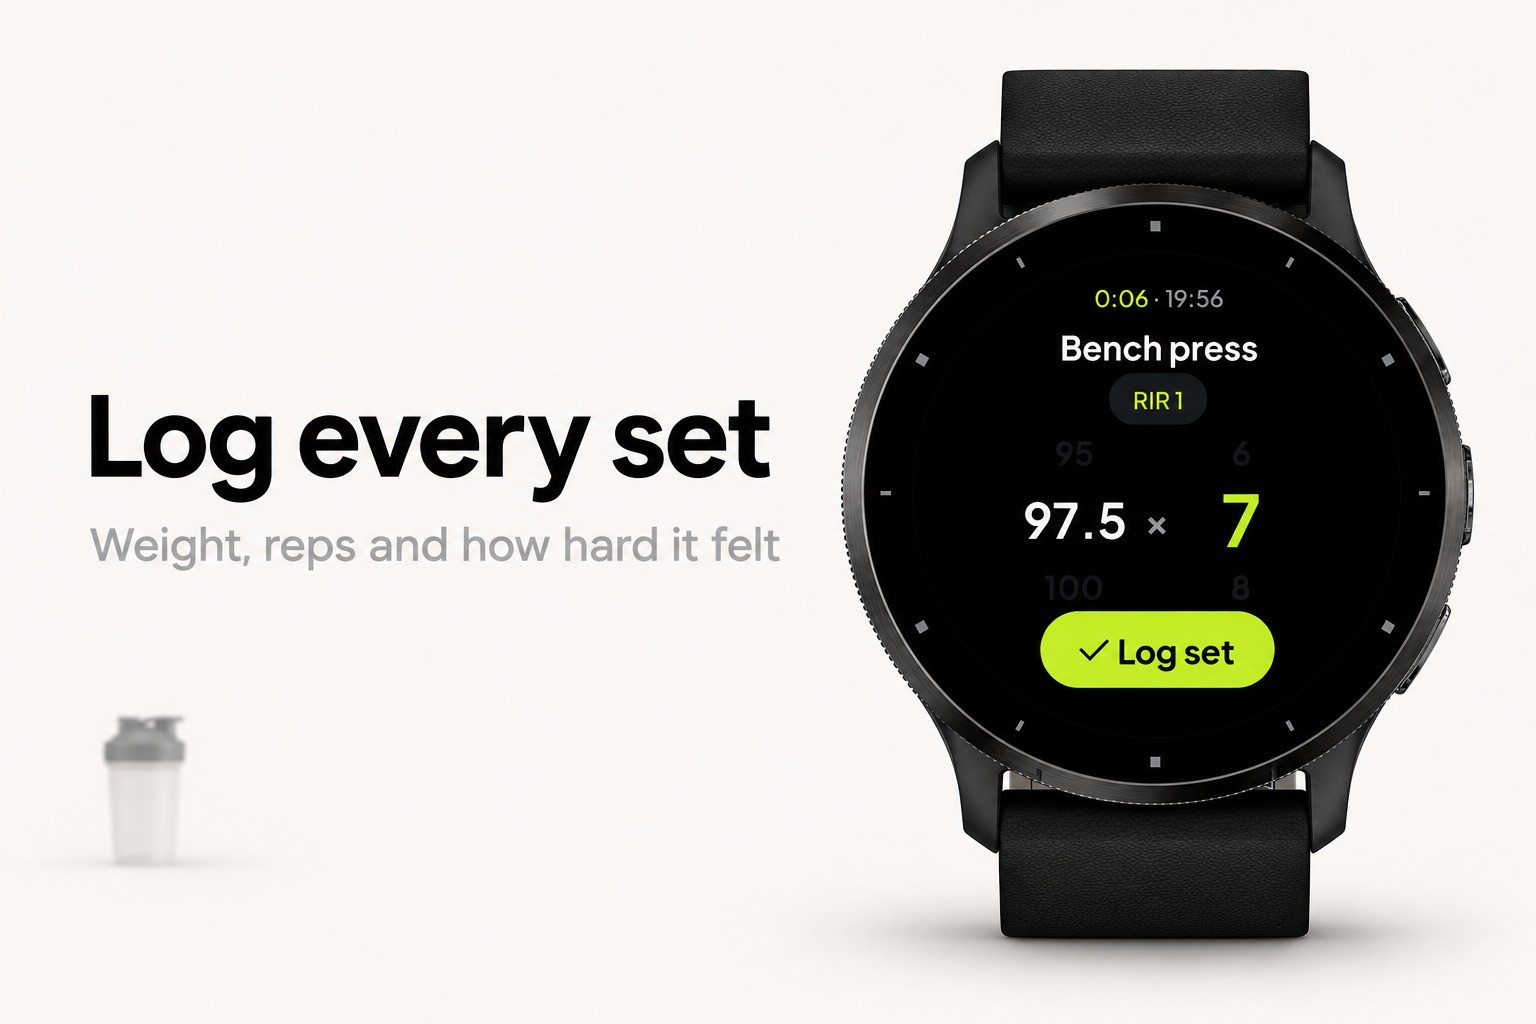 Log every set
Weight, reps and how hard it felt
0:06 · 19:56
Bench press
RIR 1
95 6
97.5 × 7
100 8
✓ Log set